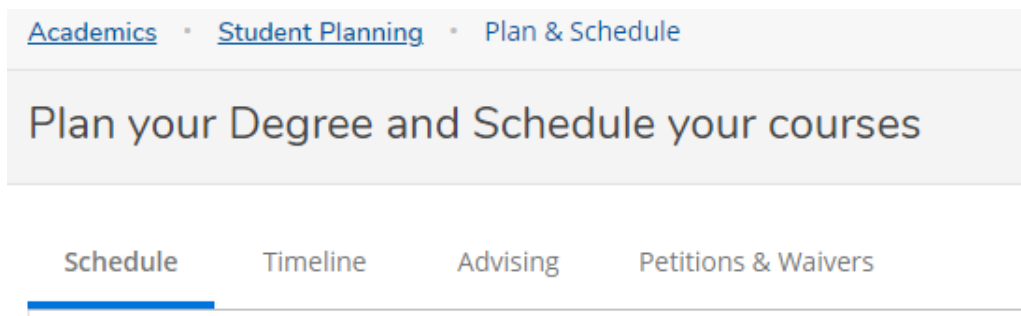 Academics • Student Planning • Plan & Schedule
Plan your Degree and Schedule your courses
Schedule Timeline Advising Petitions & Waivers